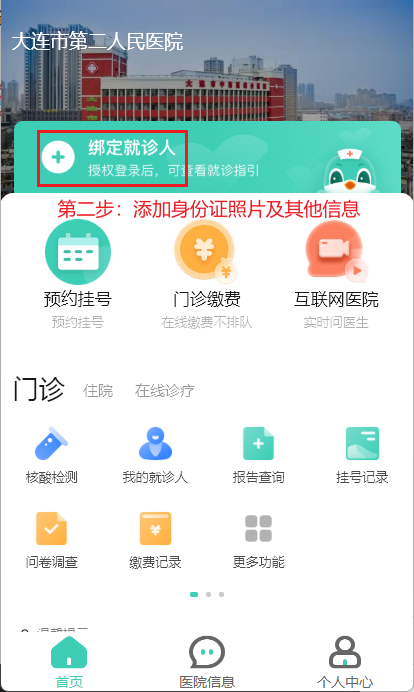 大连市第二人民医院
绑定就诊人
授权登录后，可查看就诊指引
第二步：添加身份证照片及其他信息
预约挂号 门诊缴费 互联网医院
预约挂号 在线缴费不排队 实时问医生
门诊 住院 在线诊疗
核酸检测 我的就诊人 报告查询 挂号记录
问卷调查 缴费记录 更多功能
首页 医院信息 个人中心